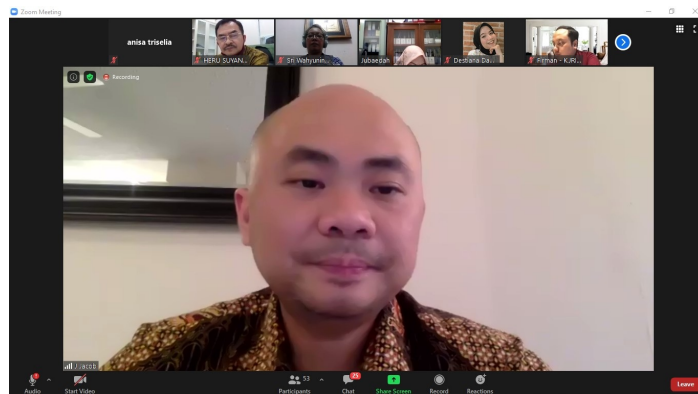 Zoom Meeting
anisa triselia
HERU SUYAN...
Sri Wahyunin...
Jubaedah
Destiana Da...
Firman - KJRI...
Recording
J Jacob
Audio
Start Video
53
Participants
25
Chat
Share Screen
Record
Reactions
Leave